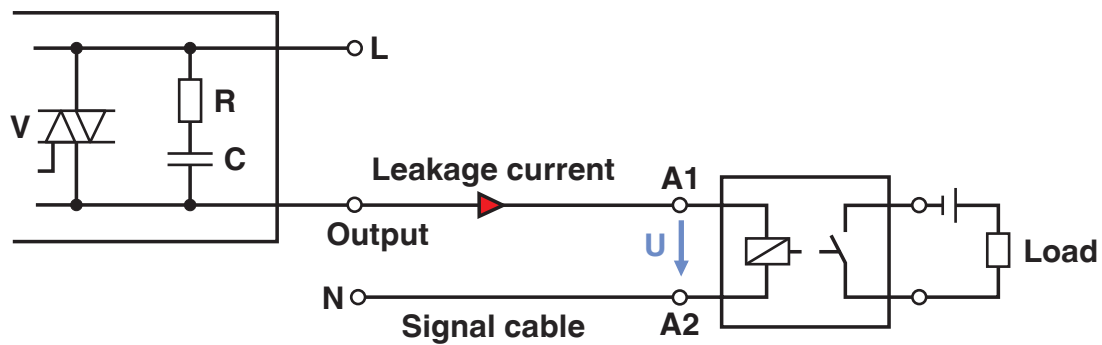 L
R
V
C
Leakage current
A1
Output
U
Load
N
Signal cable
A2